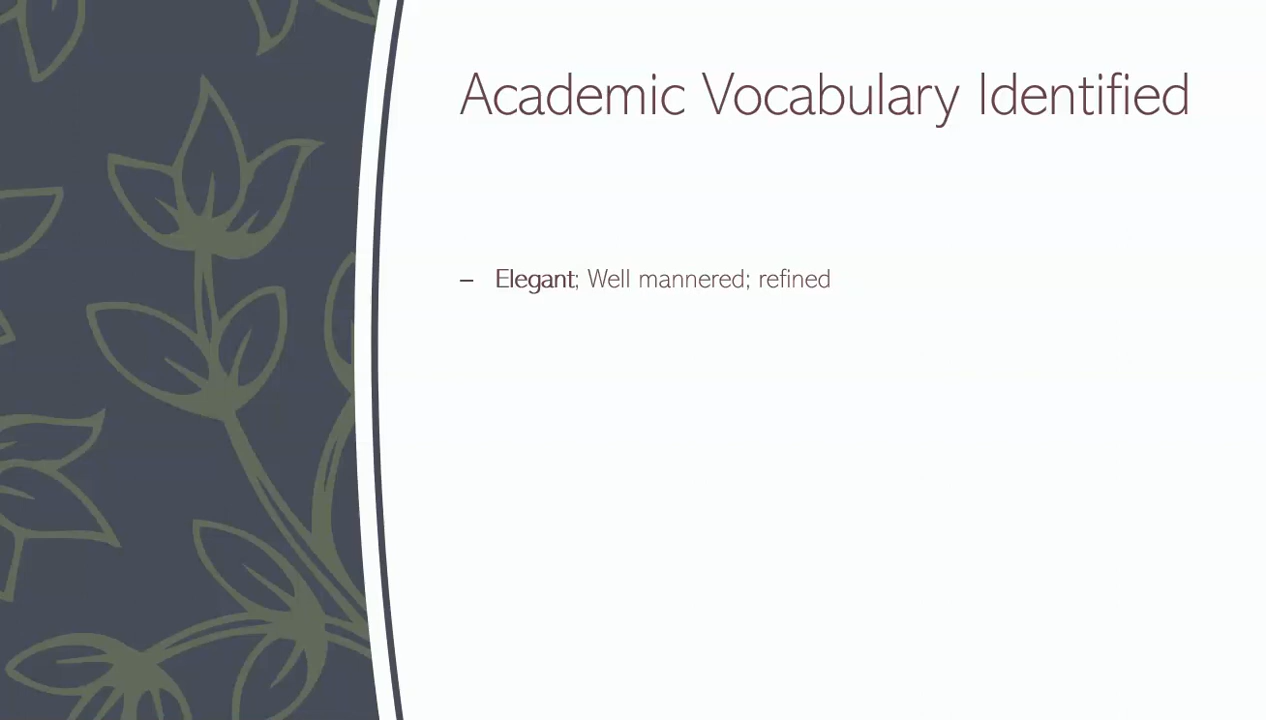 Academic Vocabulary Identified
– Elegant; Well mannered; refined